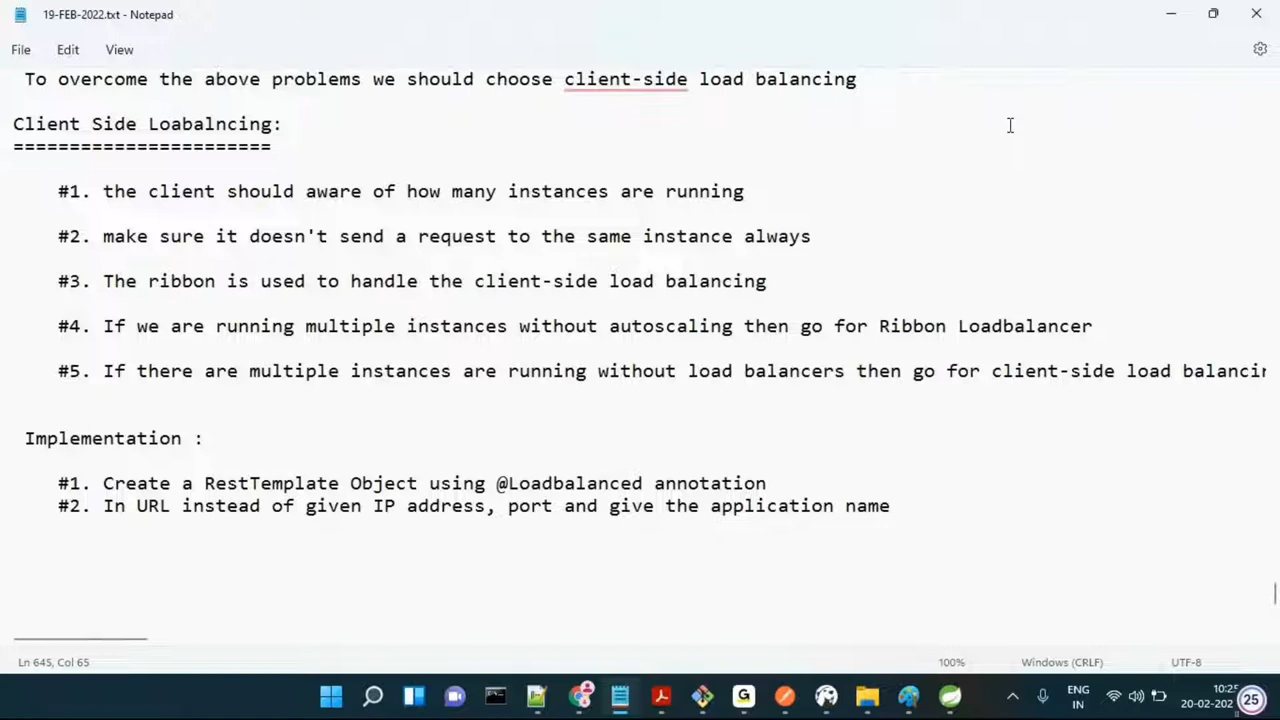 19-FEB-2022.txt - Notepad
File Edit View
To overcome the above problems we should choose client-side load balancing
Client Side Loabalncing:
=======================
#1. the client should aware of how many instances are running
#2. make sure it doesn't send a request to the same instance always
#3. The ribbon is used to handle the client-side load balancing
#4. If we are running multiple instances without autoscaling then go for Ribbon Loadbalancer
#5. If there are multiple instances are running without load balancers then go for client-side load
Implementation :
#1. Create a RestTemplate Object using @Loadbalanced annotation
#2. In URL instead of given IP address, port and give the application name
Ln 645, Col 65
100%
Windows (CRLF)
UTF-8
G
ENG
IN
25